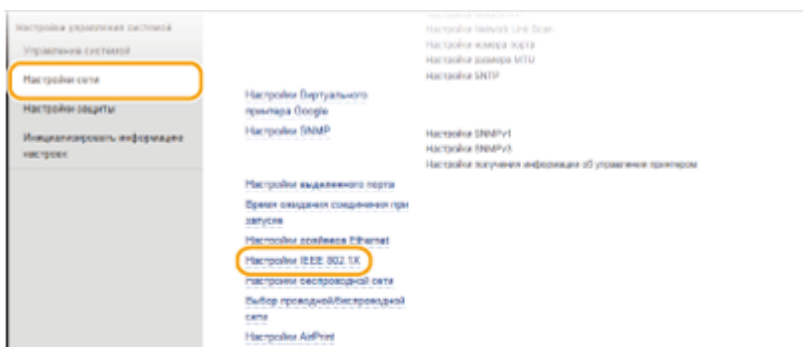 Настройки управления системой
Управление системой
Настройки сети
Настройки защиты
Инициализировать информацию
настроек
Настройки Network Link Scan
Настройки номера порта
Настройки размера MTU
Настройки SNTP
Настройки Виртуального
принтера Google
Настройки SNMP
Настройки SNMPv1
Настройки SNMPv3
Настройки получения информации об управлении принтером
Настройки выделенного порта
Время ожидания соединения при
запуске
Настройки драйвера Ethernet
Настройки IEEE 802.1X
Настройки беспроводной сети
Выбор проводной/беспроводной
сети
Настройки AirPrint